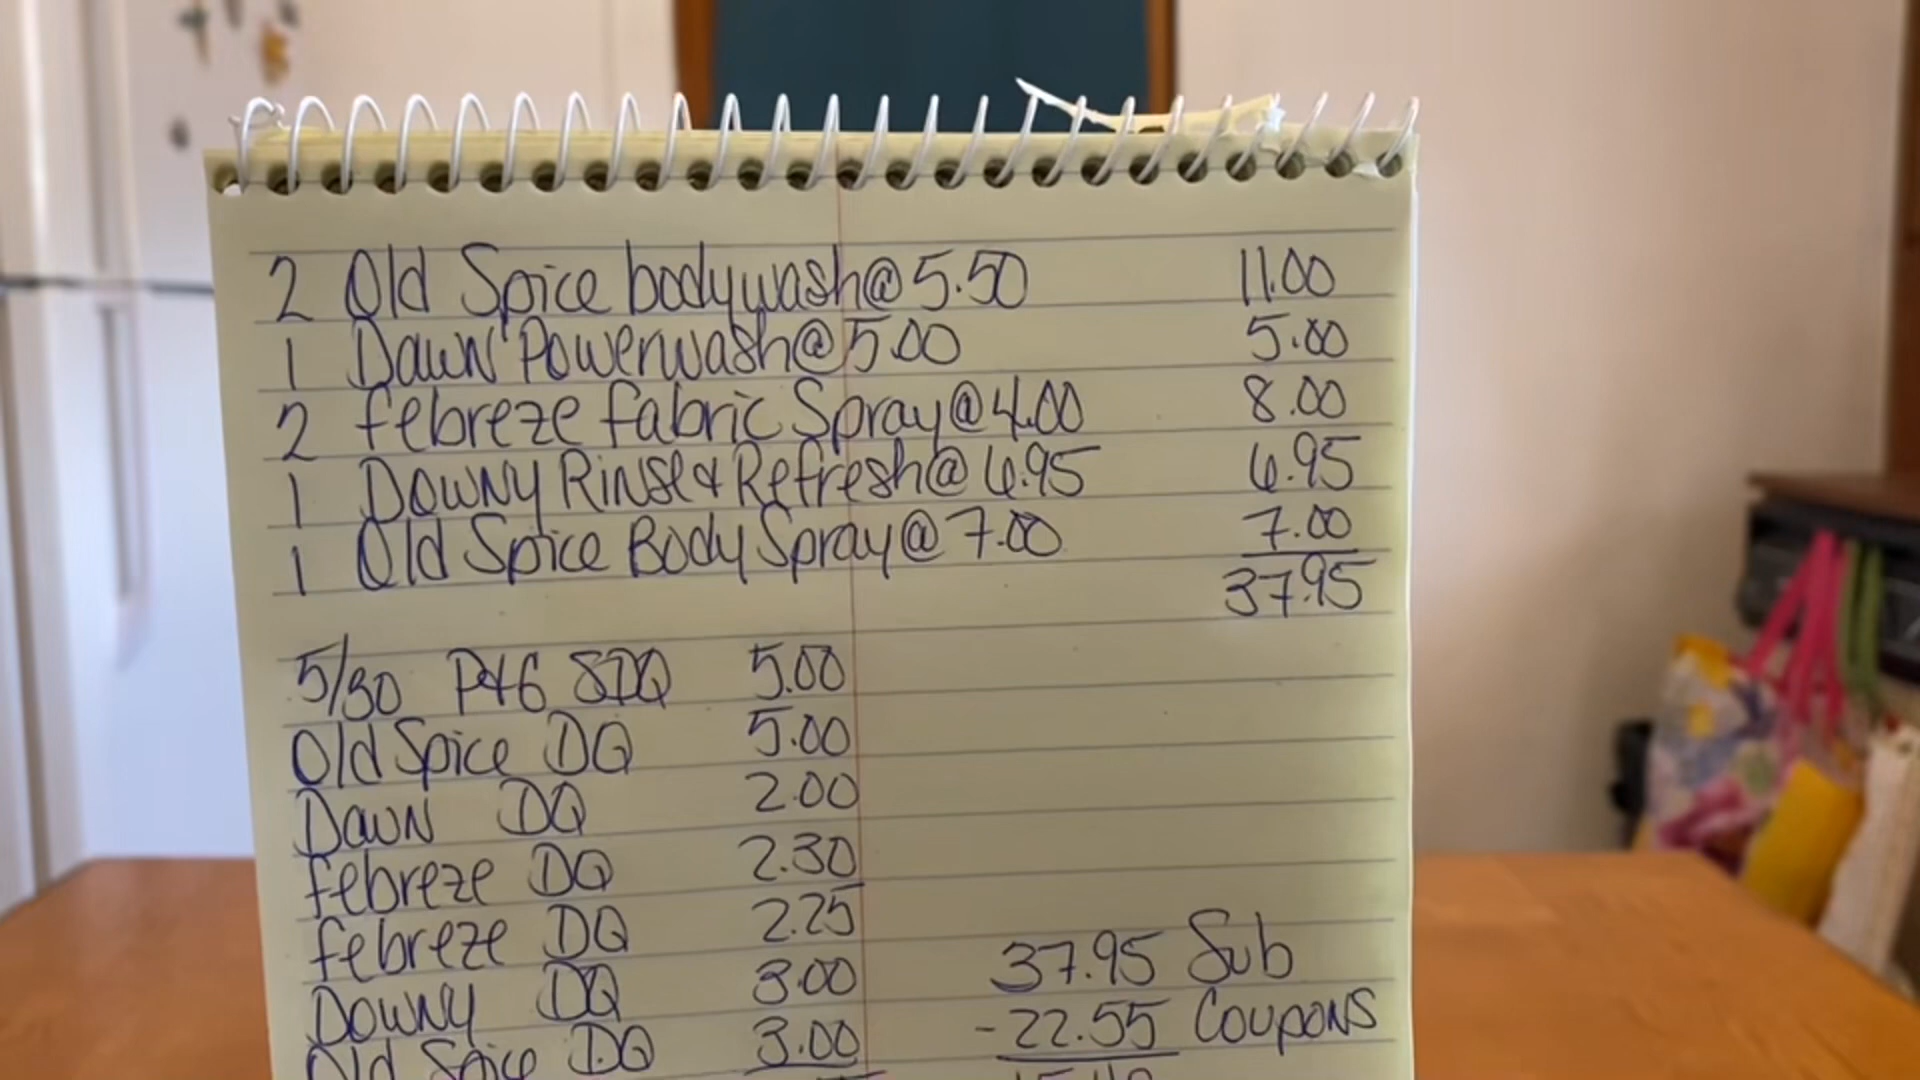 2 Old Spice bodywash@5.50 11.00
1 Dawn Powerwash@5.00 5.00
2 Febreze Fabric Spray@4.00 8.00
1 Downy Rinse & Refresh@6.95 6.95
1 Old Spice Body Spray@7.00 7.00
37.95
5/30 P+G SDQ 5.00
Old Spice DQ 5.00
Dawn DQ 2.00
Febreze DQ 2.30
Febreze DQ 2.25
Downy DQ 3.00
Old Spice DQ 3.00
37.95 Sub
-22.55 Coupons